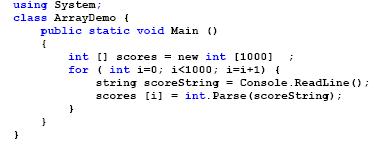 using System;
class ArrayDemo {
    public static void Main ()
    {
        int [] scores = new int [1000]  ;
        for ( int i=0; i<1000; i=i+1) {
            string scoreString = Console.ReadLine();
            scores [i] = int.Parse(scoreString);
        }
    }
}